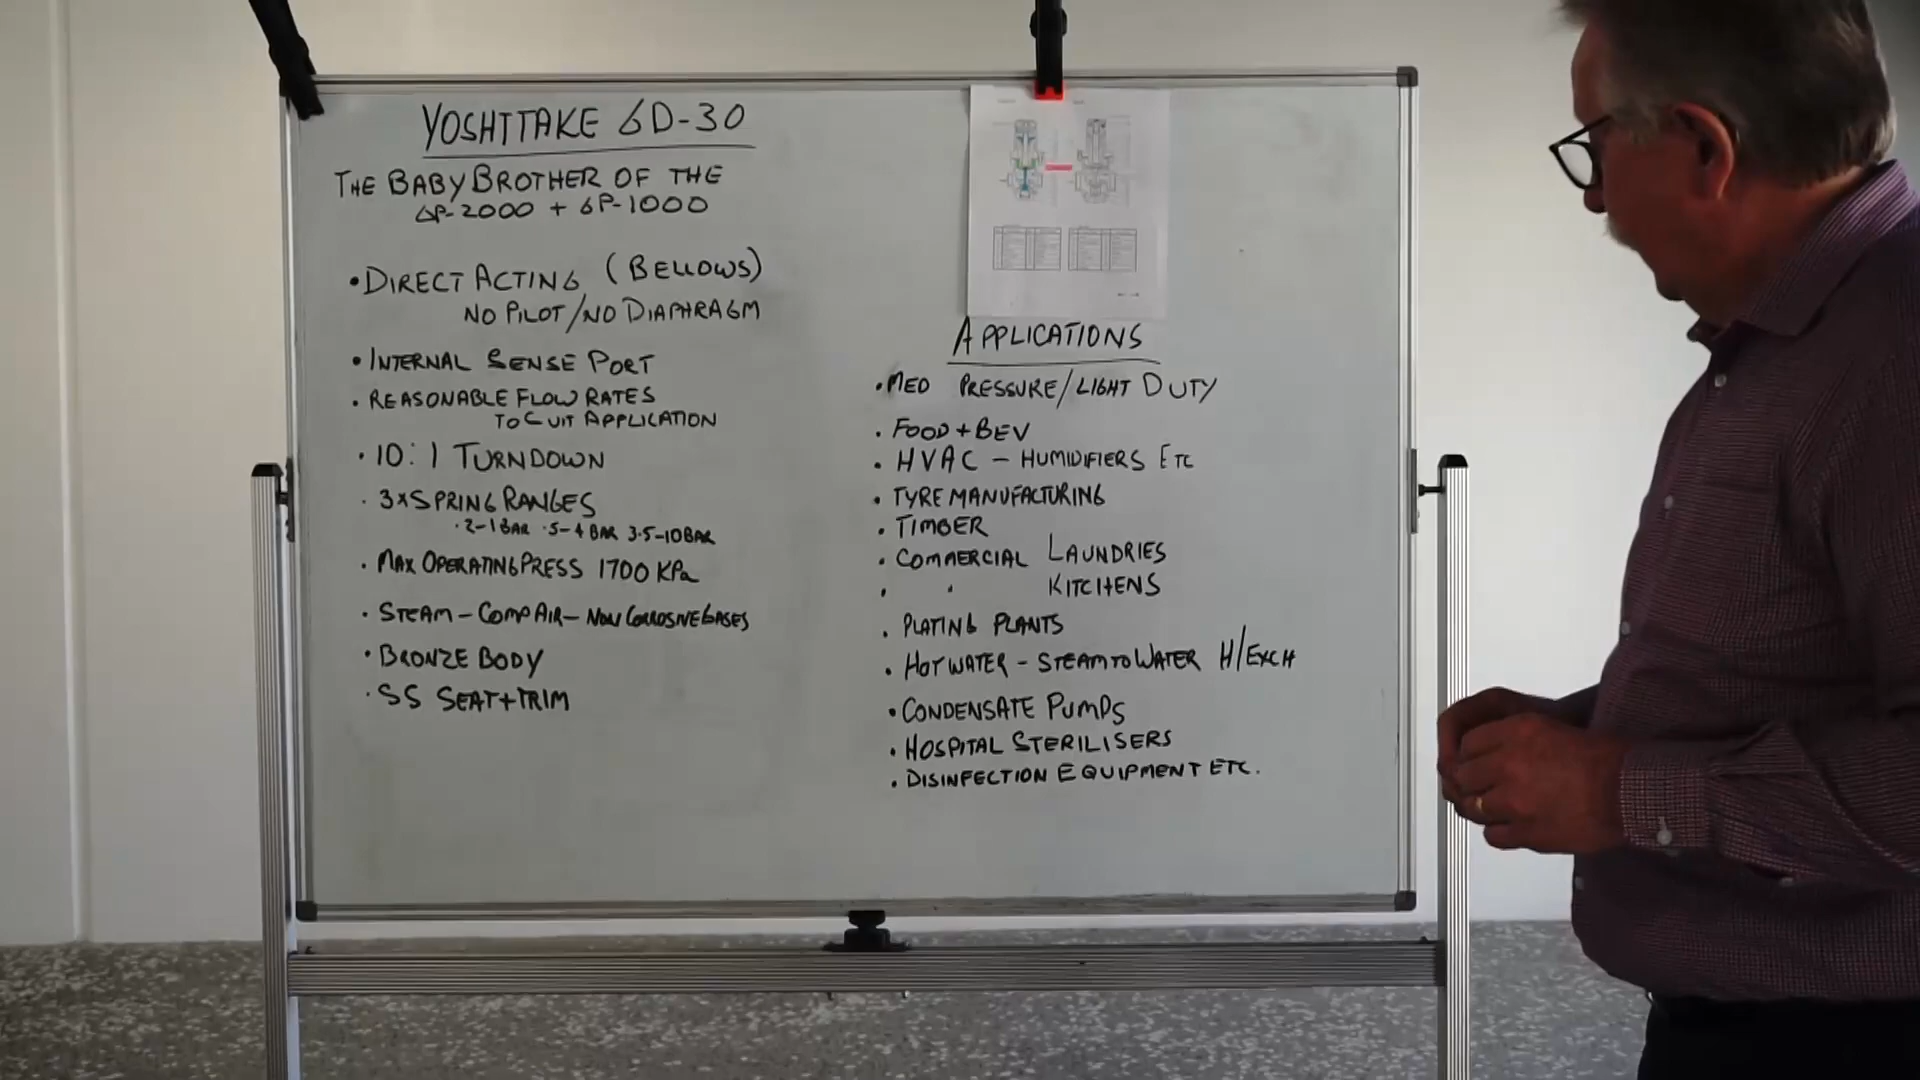 YOSHITAKE GD-30
THE BABY BROTHER OF THE
GP-2000 + GP-1000
• DIRECT ACTING (BELLOWS)
NO PILOT/NO DIAPHRAGM
• INTERNAL SENSE PORT
• REASONABLE FLOW RATES
TO CUIT APPLICATION
• 10:1 TURNDOWN
• 3xSPRING RANGES
•2-1 BAR •5-4 BAR 3.5-10 BAR
• MAX OPERATING PRESS 1700 KPa
• STEAM - COMP AIR - NON CORROSIVE GASES
• BRONZE BODY
• SS SEAT + TRIM
APPLICATIONS
• MED PRESSURE/LIGHT DUTY
• FOOD + BEV
• HVAC - HUMIDIFIERS ETC
• TYRE MANUFACTURING
• TIMBER
• COMMERCIAL LAUNDRIES
• " KITCHENS
• PLATING PLANTS
• HOT WATER - STEAM TO WATER H/EXCH
• CONDENSATE PUMPS
• HOSPITAL STERILISERS
• DISINFECTION EQUIPMENT ETC.